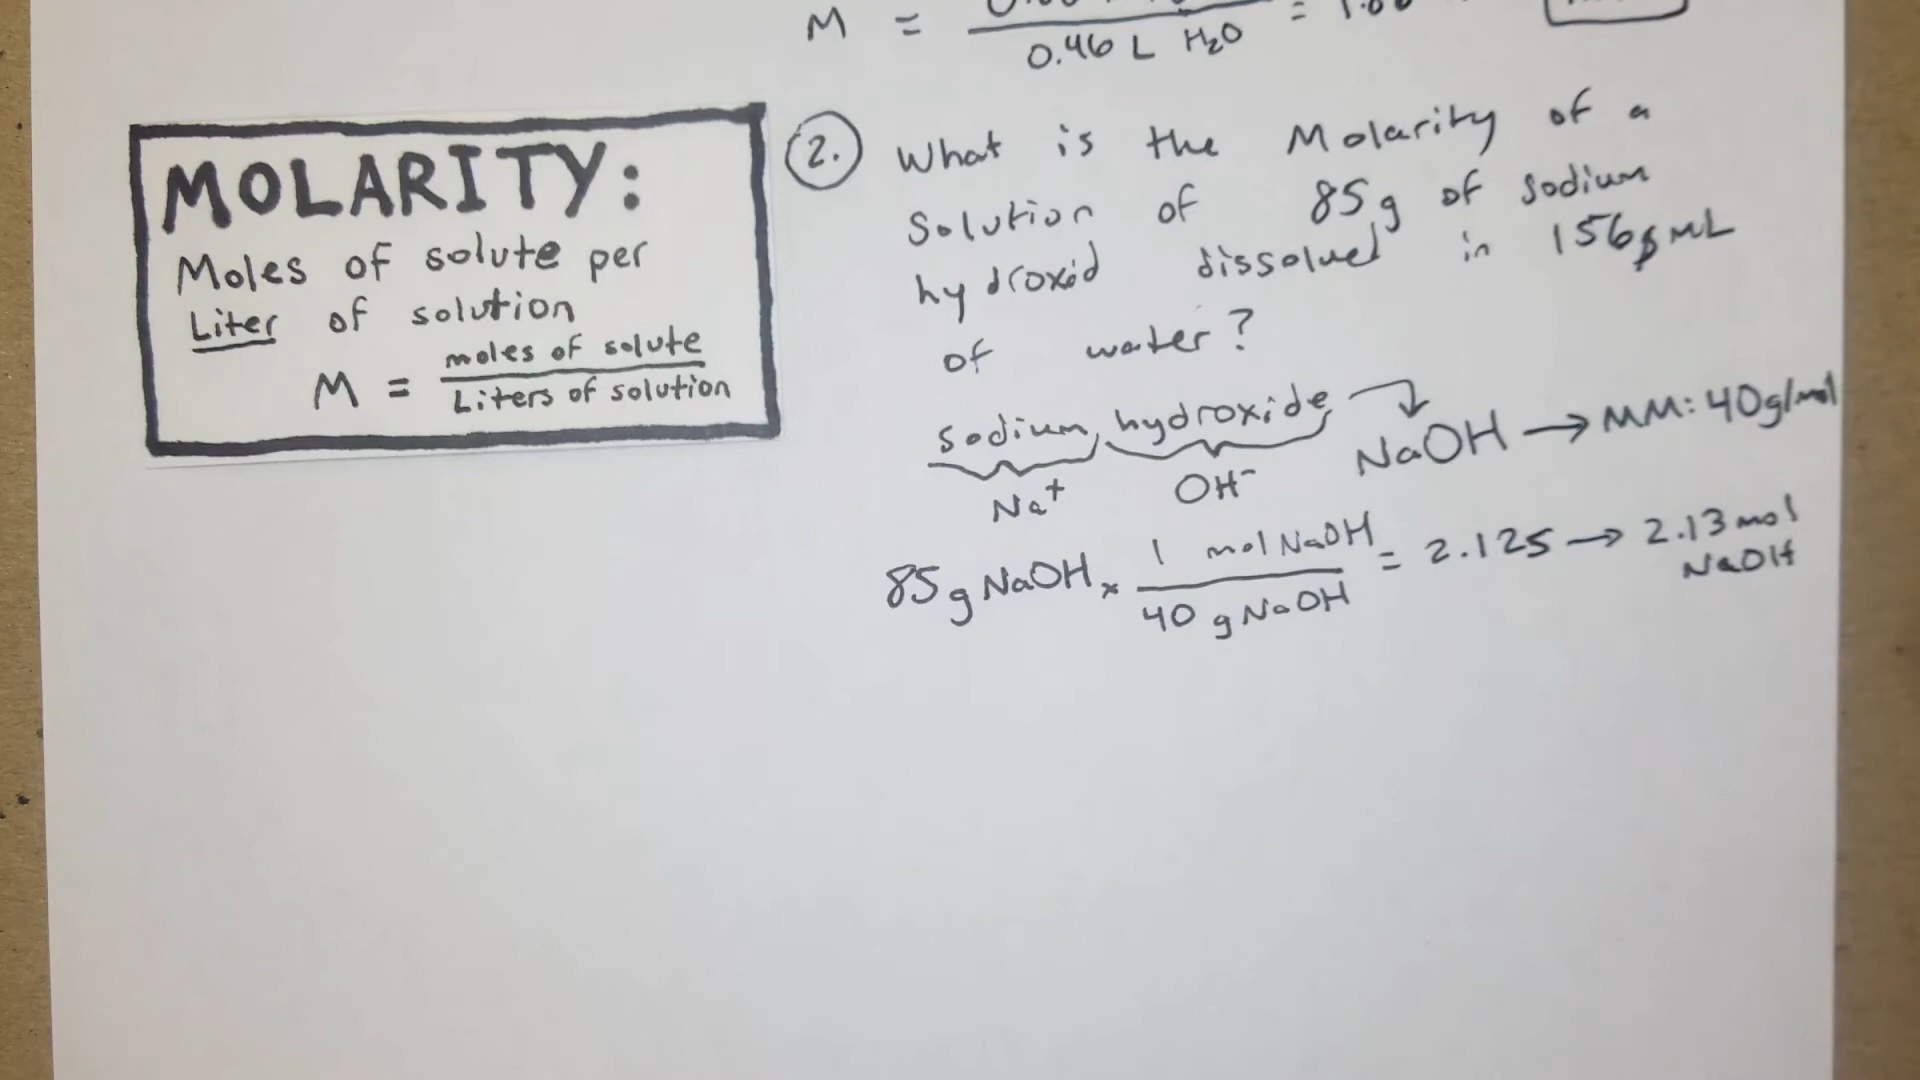 M =
0.46 L H₂O
=
MOLARITY:
Moles of solute per
Liter of solution
M = moles of solute
Liters of solution
2. What is the Molarity of a
Solution of 85g of sodium
hydroxid dissolved in 156 mL
of water?
sodium hydroxide → NaOH → MM: 40g/mol
Na⁺ OH⁻
85g NaOH x 1 mol NaOH = 2.125 → 2.13 mol
40 g NaOH NaOH